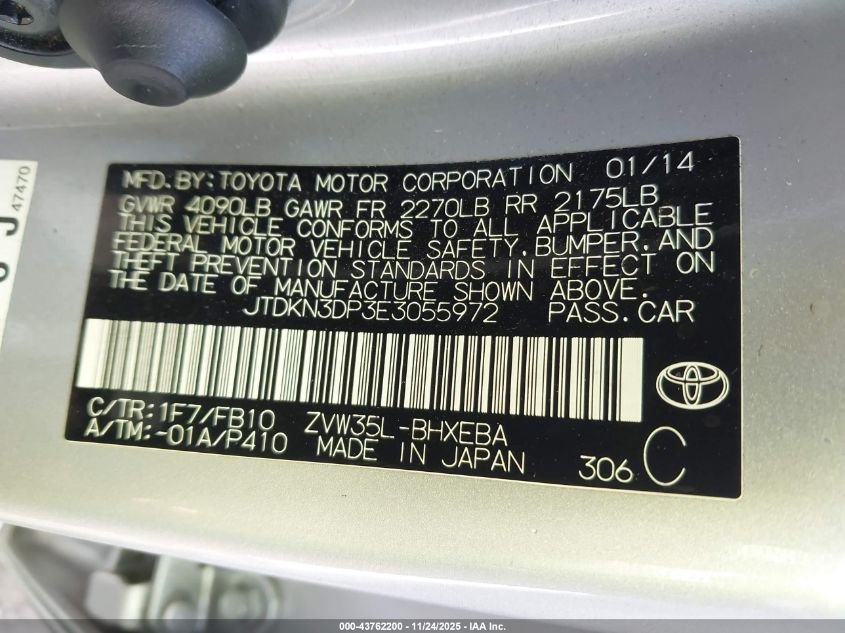 MFD. BY: TOYOTA MOTOR CORPORATION 01/14
GVWR 4090LB GAWR FR 2270LB RR 2175LB
THIS VEHICLE CONFORMS TO ALL APPLICABLE
FEDERAL MOTOR VEHICLE SAFETY, BUMPER, AND
THEFT PREVENTION STANDARDS IN EFFECT ON
THE DATE OF MANUFACTURE SHOWN ABOVE.
JTDKN3DP3E3055972 PASS. CAR
C/TR: 1F7/FB10 ZVW35L-BHXEBA
A/TM: -01A/P410 MADE IN JAPAN 306 C
47470
000-43762200 - 11/24/2025 - IAA Inc.